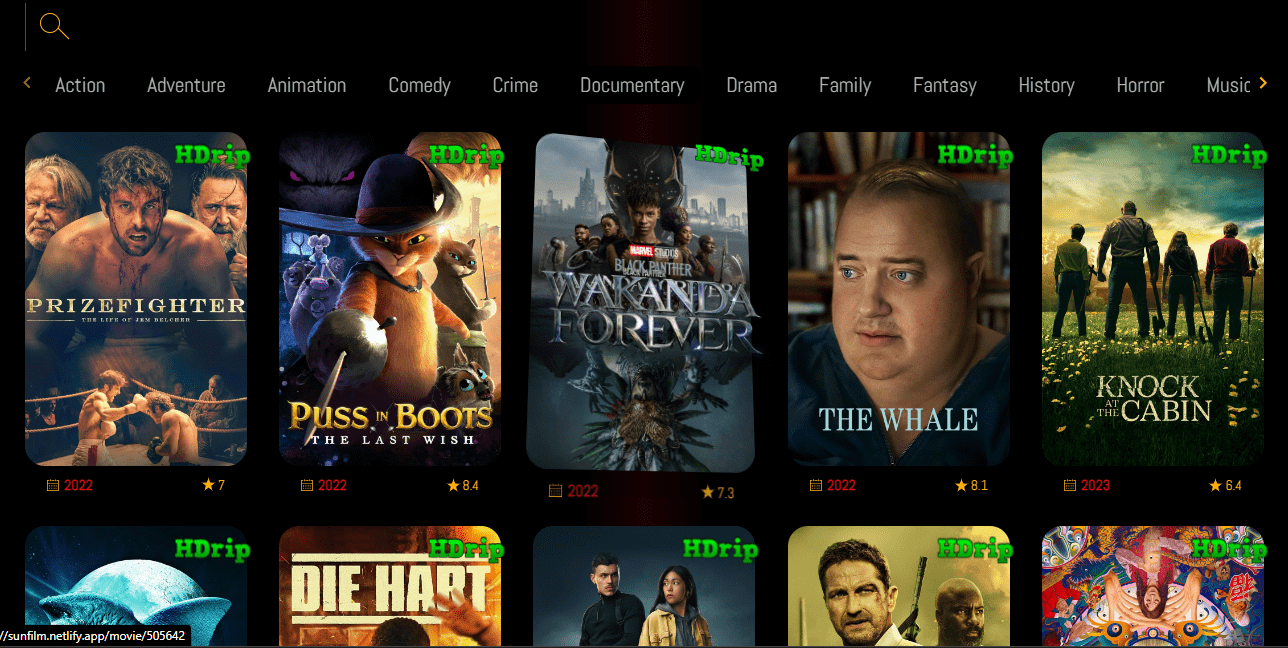 Action Adventure Animation Comedy Crime Documentary Drama Family Fantasy History Horror Music
HDrip HDrip HDrip HDrip HDrip
PRIZEFIGHTER
THE LIFE OF JEM BELCHER
PUSS IN BOOTS
THE LAST WISH
MARVEL STUDIOS
BLACK PANTHER
WAKANDA
FOREVER
THE WHALE
KNOCK
AT THE CABIN
2022 7
2022 8.4
2022 7.3
2022 8.1
2023 6.4
HDrip HDrip HDrip HDrip HDrip
DIE HART
//sunfilm.netlify.app/movie/505642